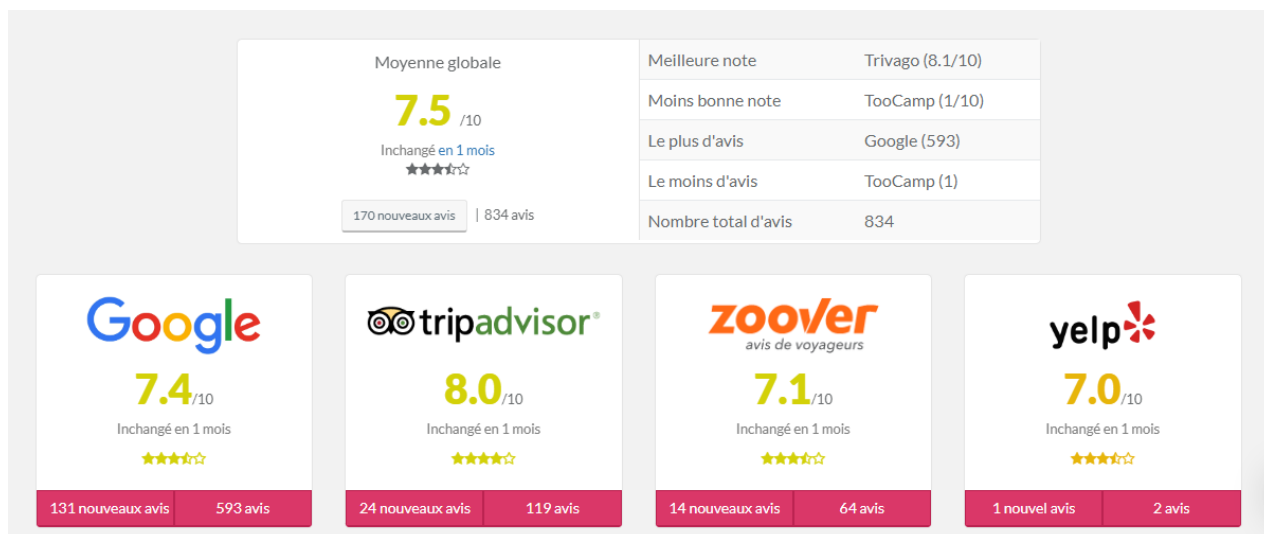 Moyenne globale
7.5 /10
Inchangé en 1 mois
170 nouveaux avis | 834 avis
Meilleure note Trivago (8.1/10)
Moins bonne note TooCamp (1/10)
Le plus d'avis Google (593)
Le moins d'avis TooCamp (1)
Nombre total d'avis 834
Google
7.4/10
Inchangé en 1 mois
131 nouveaux avis 593 avis
tripadvisor®
8.0/10
Inchangé en 1 mois
24 nouveaux avis 119 avis
zoover
avis de voyageurs
7.1/10
Inchangé en 1 mois
14 nouveaux avis 64 avis
yelp
7.0/10
Inchangé en 1 mois
1 nouvel avis 2 avis